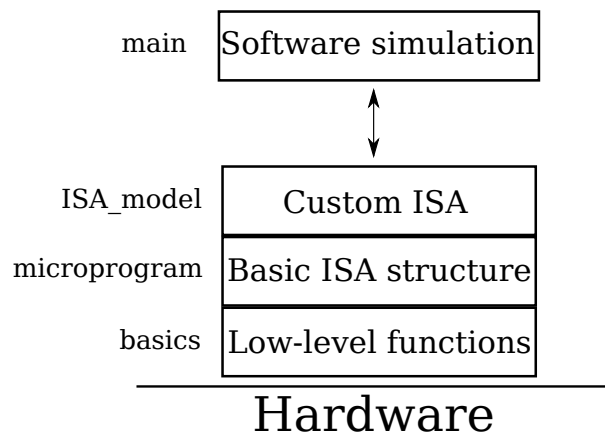 main Software simulation
ISA_model Custom ISA
microprogram Basic ISA structure
basics Low-level functions
Hardware